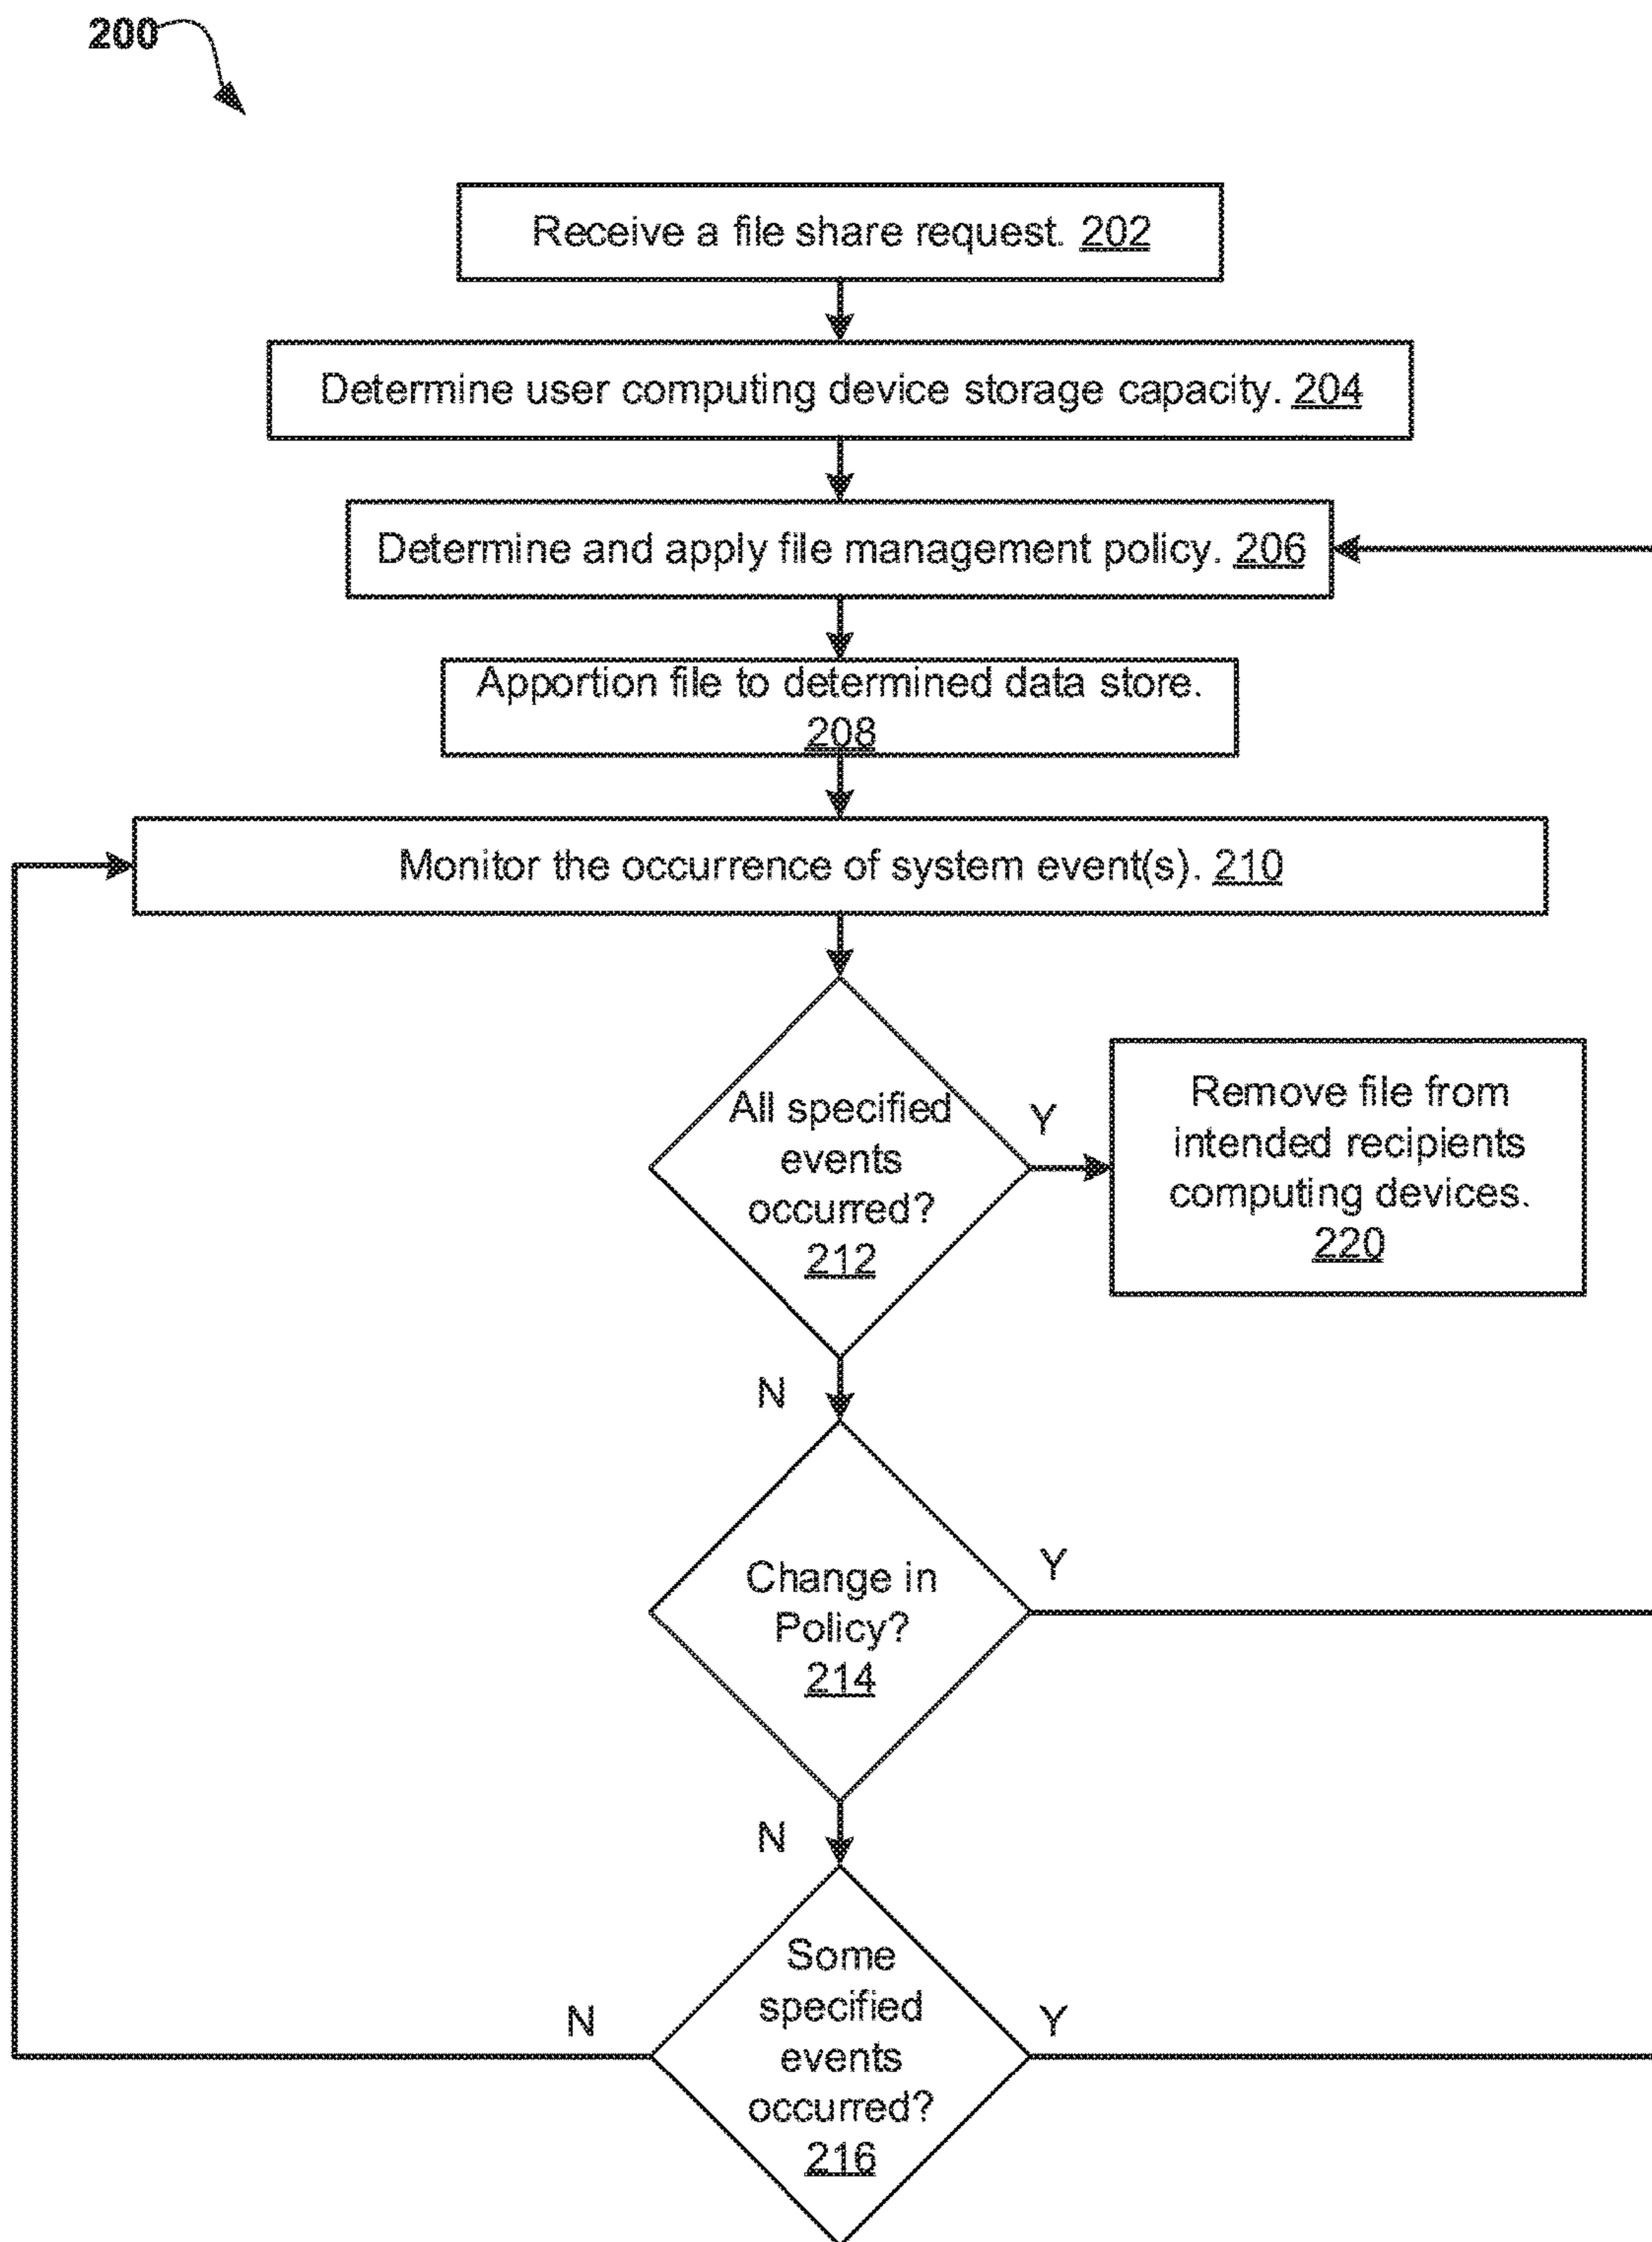 200
Receive a file share request. 202
Determine user computing device storage capacity. 204
Determine and apply file management policy. 206
Apportion file to determined data store.
208
Monitor the occurrence of system event(s). 210
All specified
events
occurred?
212
Y
Remove file from
intended recipients
computing devices.
220
N
Change in
Policy?
214
Y
N
Some
specified
events
occurred?
216
N
Y